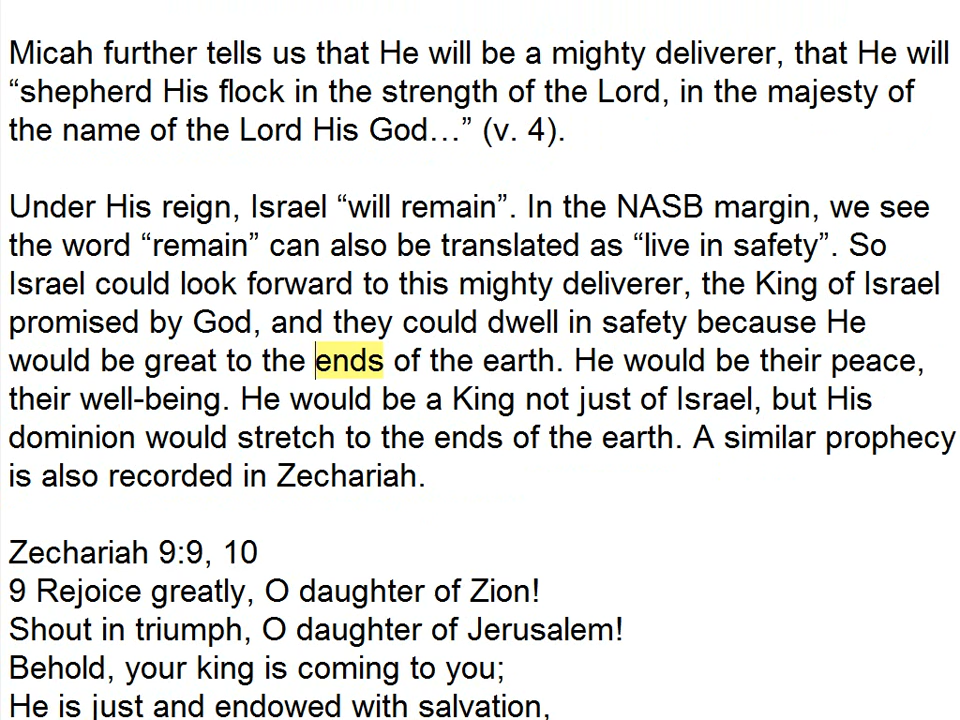 Micah further tells us that He will be a mighty deliverer, that He will
“shepherd His flock in the strength of the Lord, in the majesty of
the name of the Lord His God…” (v. 4).
Under His reign, Israel “will remain”. In the NASB margin, we see
the word “remain” can also be translated as “live in safety”. So
Israel could look forward to this mighty deliverer, the King of Israel
promised by God, and they could dwell in safety because He
would be great to the ends of the earth. He would be their peace,
their well-being. He would be a King not just of Israel, but His
dominion would stretch to the ends of the earth. A similar prophecy
is also recorded in Zechariah.
Zechariah 9:9, 10
9 Rejoice greatly, O daughter of Zion!
Shout in triumph, O daughter of Jerusalem!
Behold, your king is coming to you;
He is just and endowed with salvation,